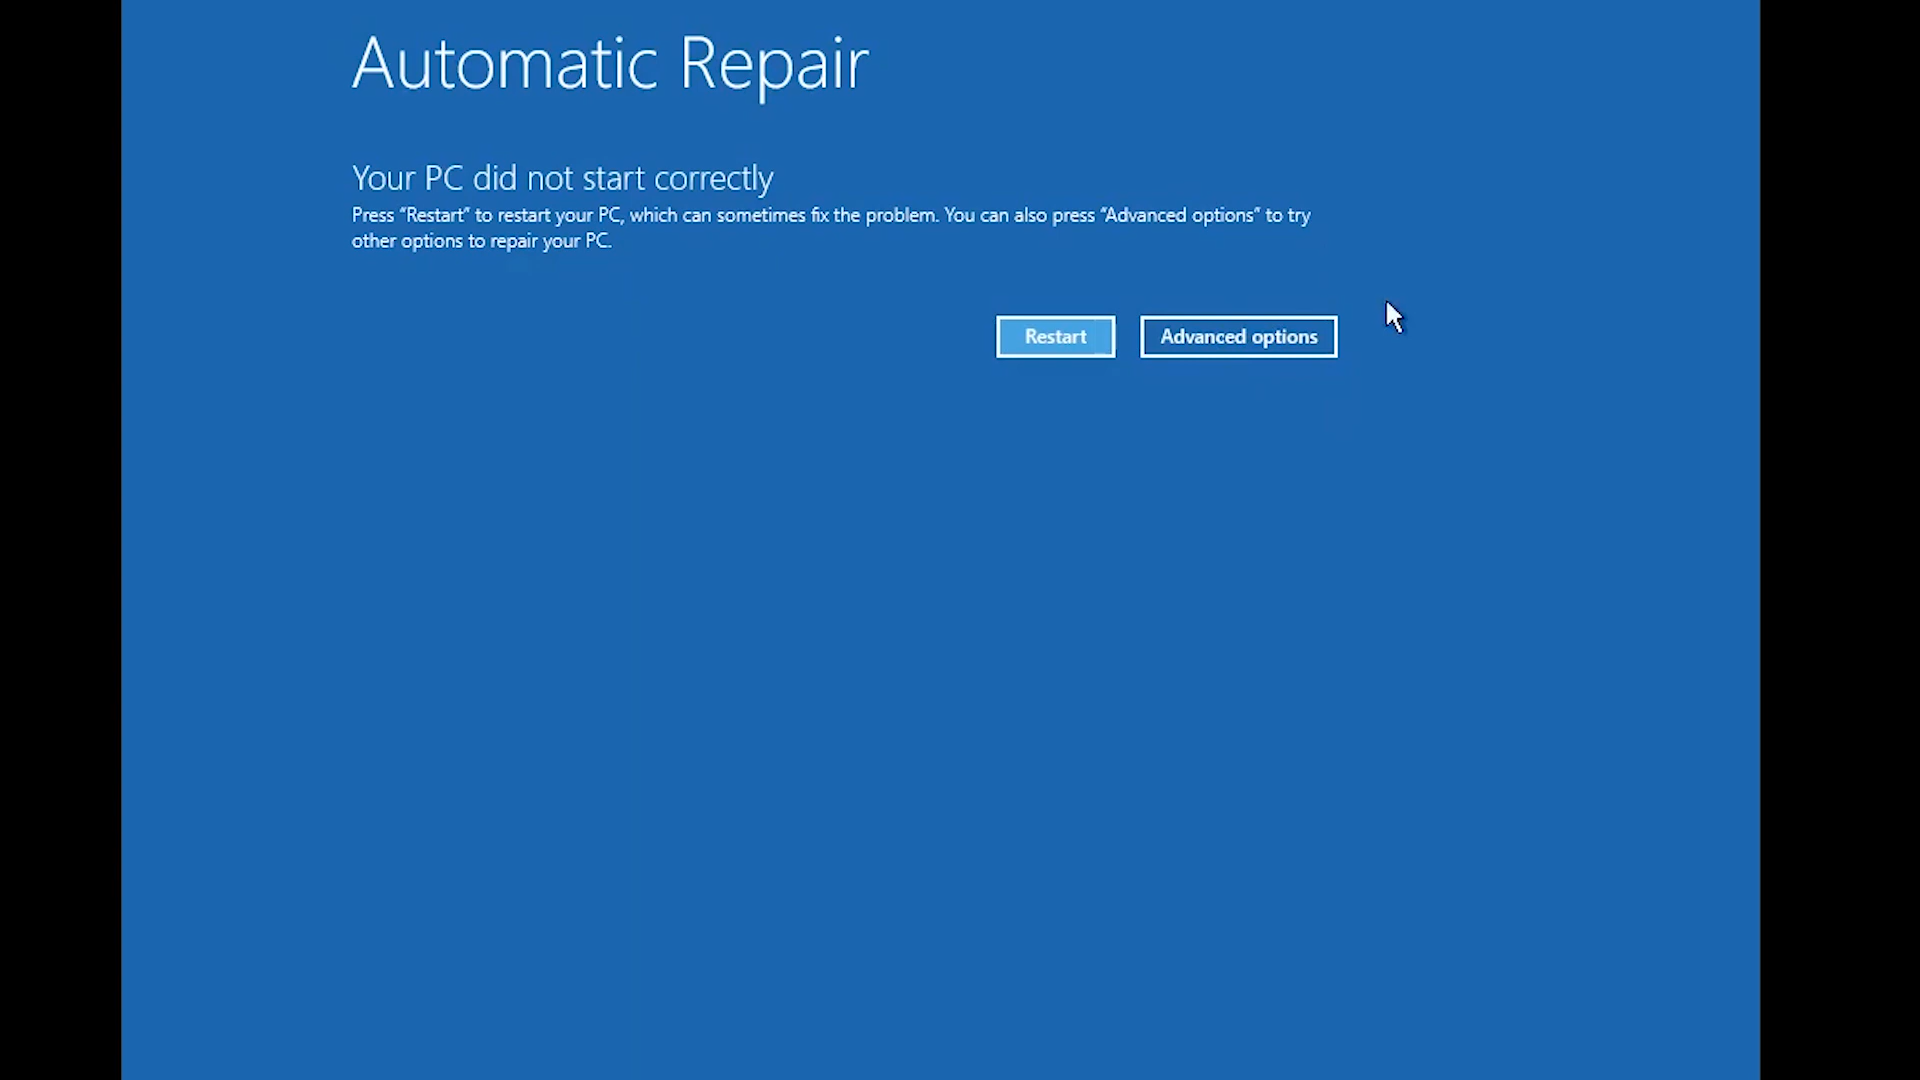 Automatic Repair
Your PC did not start correctly
Press “Restart” to restart your PC, which can sometimes fix the problem. You can also press “Advanced options” to try
other options to repair your PC.
Restart
Advanced options